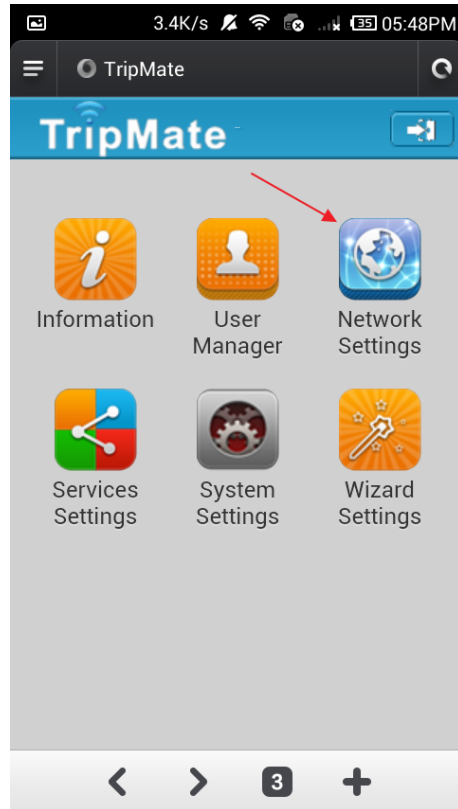 3.4K/s 35 05:48PM
TripMate
TripMate
Information
User
Manager
Network
Settings
Services
Settings
System
Settings
Wizard
Settings
3